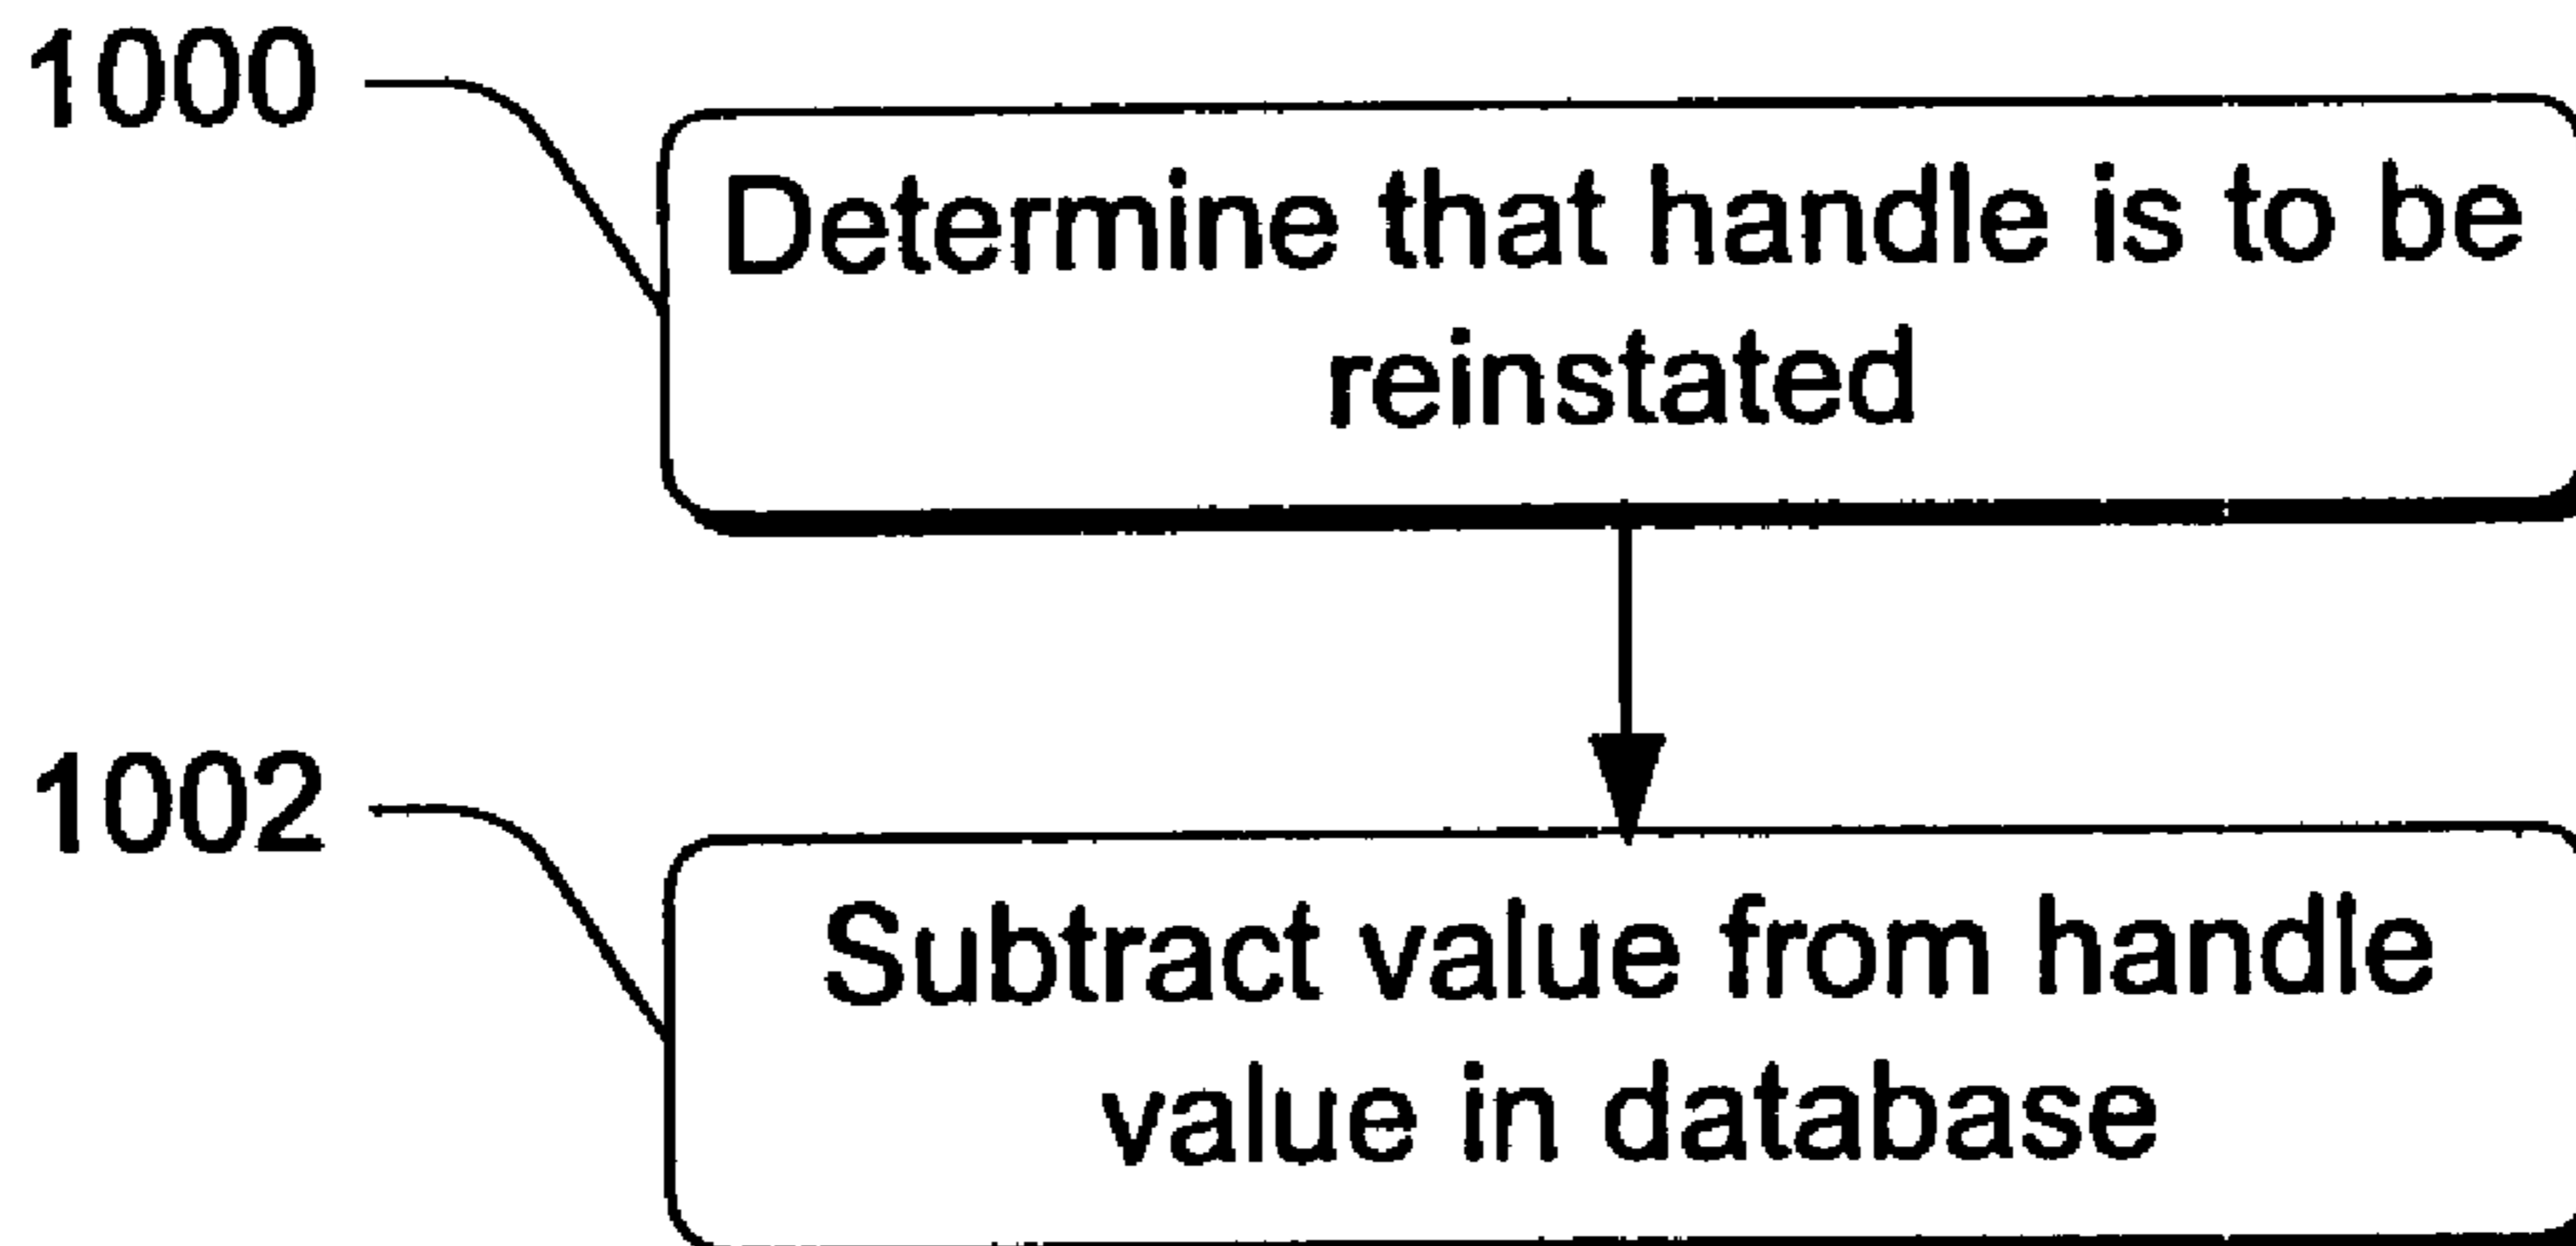 1000
Determine that handle is to be
reinstated
1002
Subtract value from handle
value in database